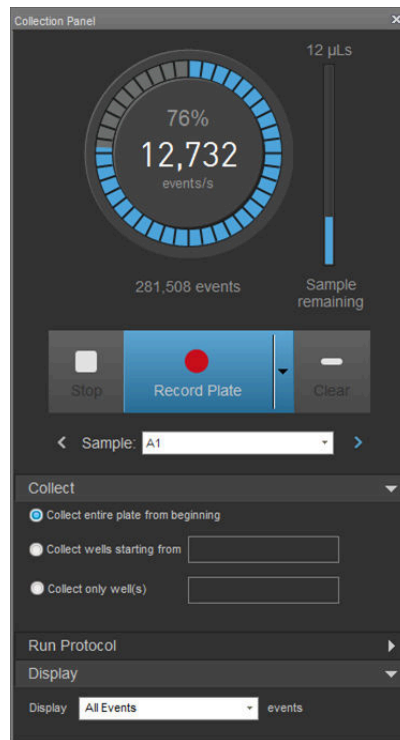 Collection Panel
12 µLs
76%
12,732
events/s
281,508 events
Sample
remaining
Stop
Record Plate
Clear
Sample: A1
Collect
Collect entire plate from beginning
Collect wells starting from
Collect only well(s)
Run Protocol
Display
Display All Events events